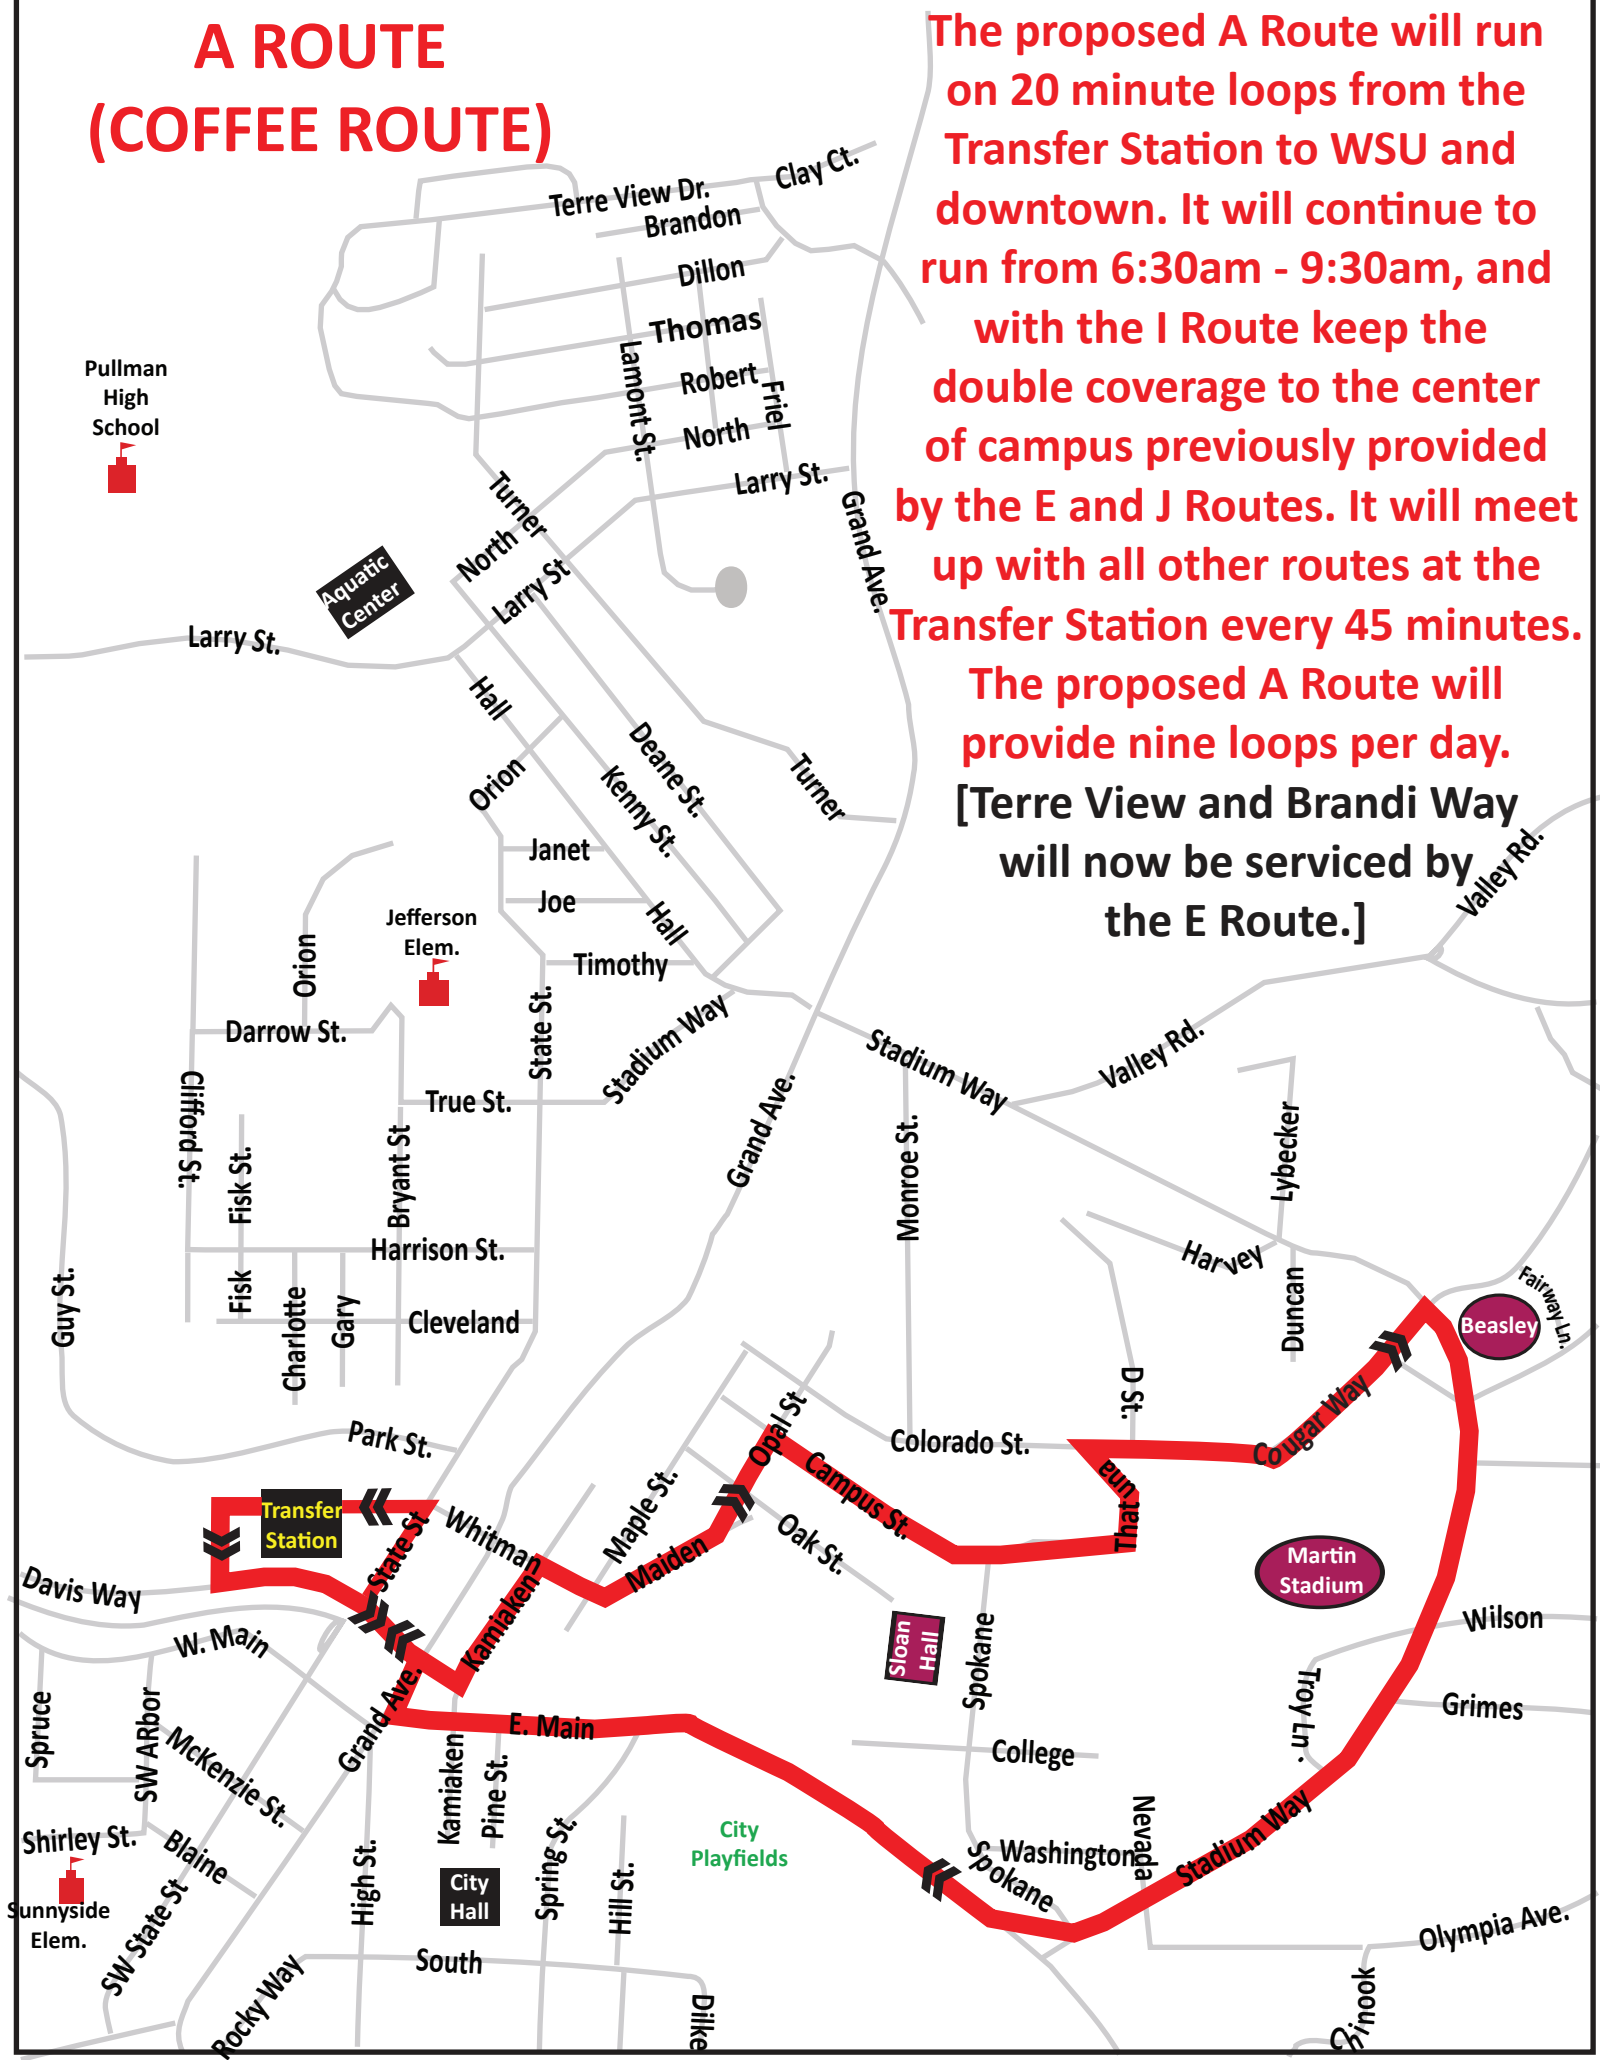 A ROUTE
(COFFEE ROUTE)
The proposed A Route will run
on 20 minute loops from the
Transfer Station to WSU and
downtown. It will continue to
run from 6:30am - 9:30am, and
with the I Route keep the
double coverage to the center
of campus previously provided
by the E and J Routes. It will meet
up with all other routes at the
Transfer Station every 45 minutes.
The proposed A Route will
provide nine loops per day.
[Terre View and Brandi Way
will now be serviced by
the E Route.]
Clay Ct.
Terre View Dr.
Brandon
Dillon
Thomas
Lamont St.
Robert
Friel
North
Larry St.
Pullman
High
School
Turner
Grand Ave.
North
Larry St
Aquatic
Center
Larry St.
Hall
Orion
Deane St.
Kenny St.
Turner
Valley Rd.
Janet
Joe
Hall
Timothy
Jefferson
Elem.
Orion
Darrow St.
State St.
Stadium Way
Stadium Way
Valley Rd.
Clifford St.
True St.
Grand Ave.
Monroe St.
Lybecker
Fisk St.
Bryant St
Harrison St.
Harvey
Guy St.
Fisk
Charlotte
Gary
Cleveland
Duncan
Fairway Ln.
Beasley
D St.
Park St.
Opal St
Colorado St.
Cougar Way
Campus St.
Transfer
Station
State St
Whitman
Maple St.
Maiden
Oak St.
That
una
Martin
Stadium
Davis Way
W. Main
Kamiaken
Sloan
Hall
Spokane
Wilson
Troy Ln .
Grimes
Spruce
SW ARbor
McKenzie St.
Grand Ave.
E. Main
Kamiaken
Pine St.
College
Shirley St.
Blaine
City
Playfields
Spring St.
Hill St.
High St.
City
Hall
Washington
Nevada
Spokane
Stadium Way
Sunnyside
Elem.
SW State St
Olympia Ave.
South
Rocky Way
Dilke
Chinook